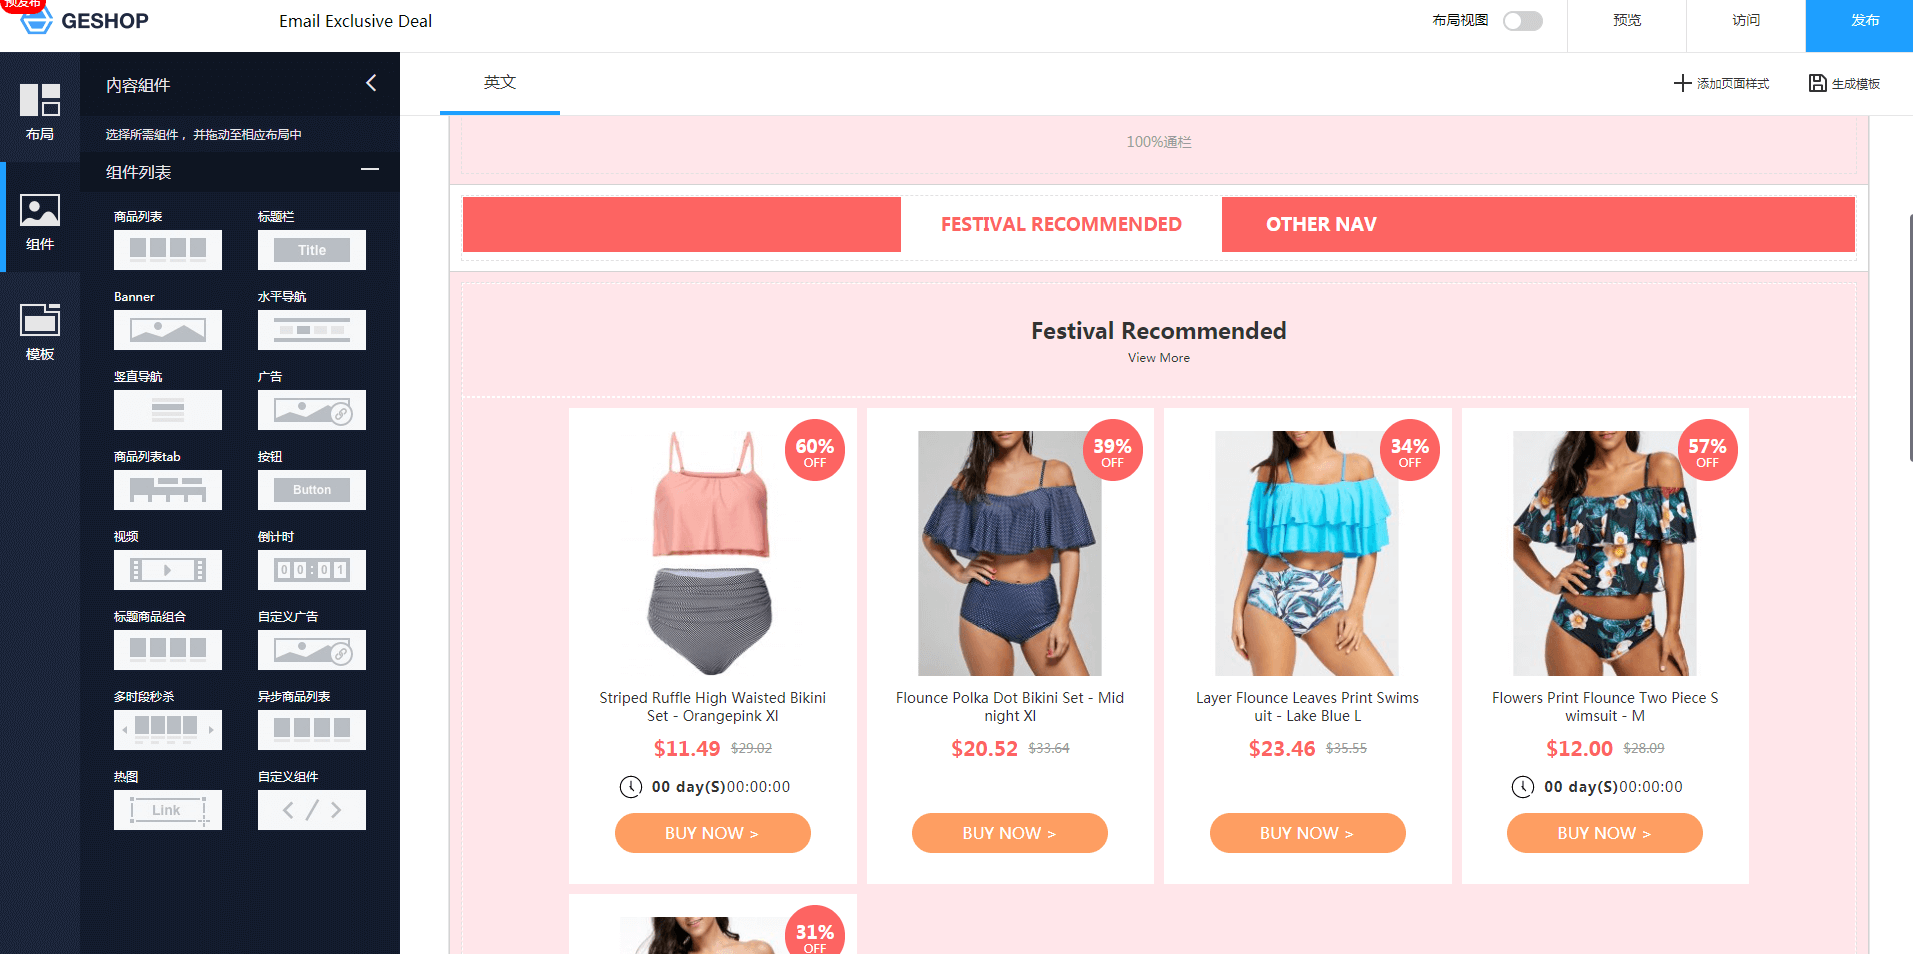 预发布
GESHOP
Email Exclusive Deal
布局视图
预览
访问
发布
布局
组件
模板
内容組件
选择所需組件，并拖动至相应布局中
组件列表
商品列表
标题栏
Title
Banner
水平导航
竖直导航
广告
商品列表tab
按钮
Button
视频
倒计时
00:01
标题商品组合
自定义广告
多时段秒杀
异步商品列表
热图
自定义组件
Link
英文
添加页面样式
生成模板
100%通栏
FESTIVAL RECOMMENDED
OTHER NAV
Festival Recommended
View More
60%
OFF
Striped Ruffle High Waisted Bikini
Set - Orangepink Xl
$11.49 $29.02
00 day(S)00:00:00
BUY NOW >
39%
OFF
Flounce Polka Dot Bikini Set - Mid
night Xl
$20.52 $33.64
BUY NOW >
34%
OFF
Layer Flounce Leaves Print Swims
uit - Lake Blue L
$23.46 $35.55
BUY NOW >
57%
OFF
Flowers Print Flounce Two Piece S
wimsuit - M
$12.00 $28.09
00 day(S)00:00:00
BUY NOW >
31%
OFF